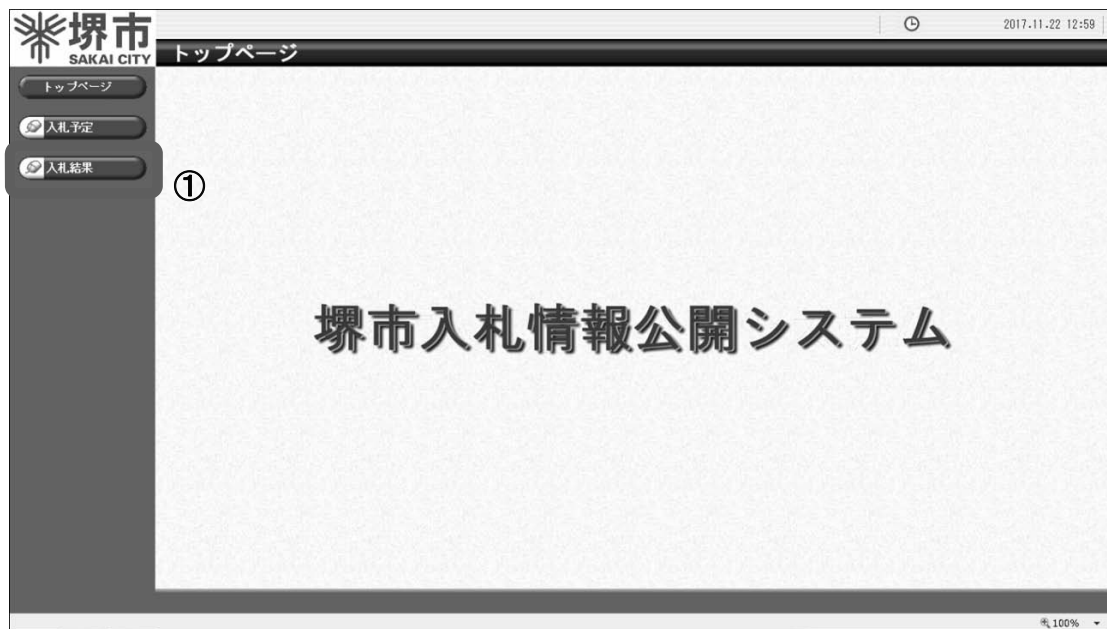 堺市
SAKAI CITY
2017.11.22 12:59
トップページ
トップページ
入札予定
入札結果
①
堺市入札情報公開システム
100%